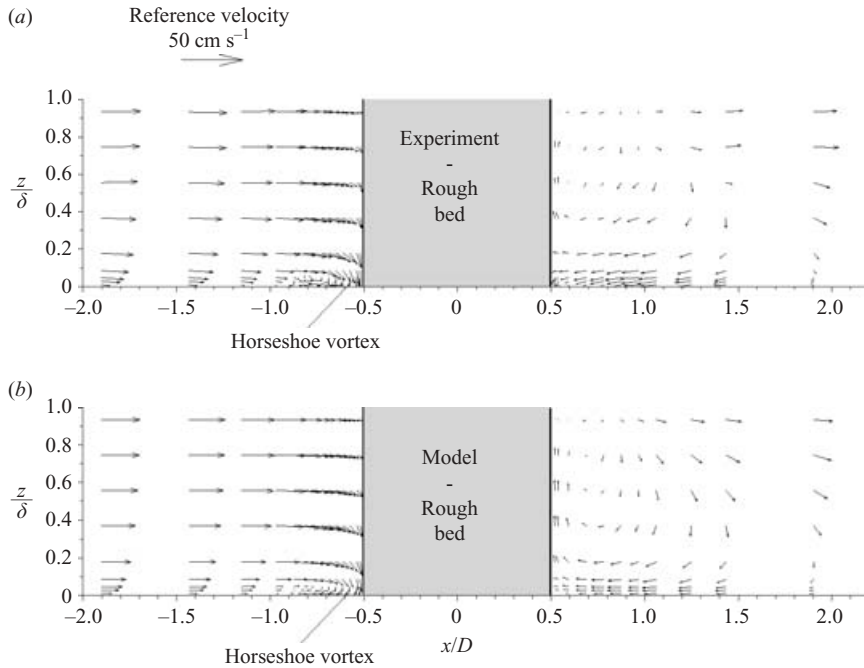 (a)
Reference velocity
50 cm s⁻¹
1.0
0.8
0.6
0.4
0.2
0
z/δ
Experiment
-
Rough
bed
–2.0 –1.5 –1.0 –0.5 0 0.5 1.0 1.5 2.0
Horseshoe vortex
(b)
1.0
0.8
0.6
0.4
0.2
0
z/δ
Model
-
Rough
bed
–2.0 –1.5 –1.0 –0.5 0 0.5 1.0 1.5 2.0
x/D
Horseshoe vortex